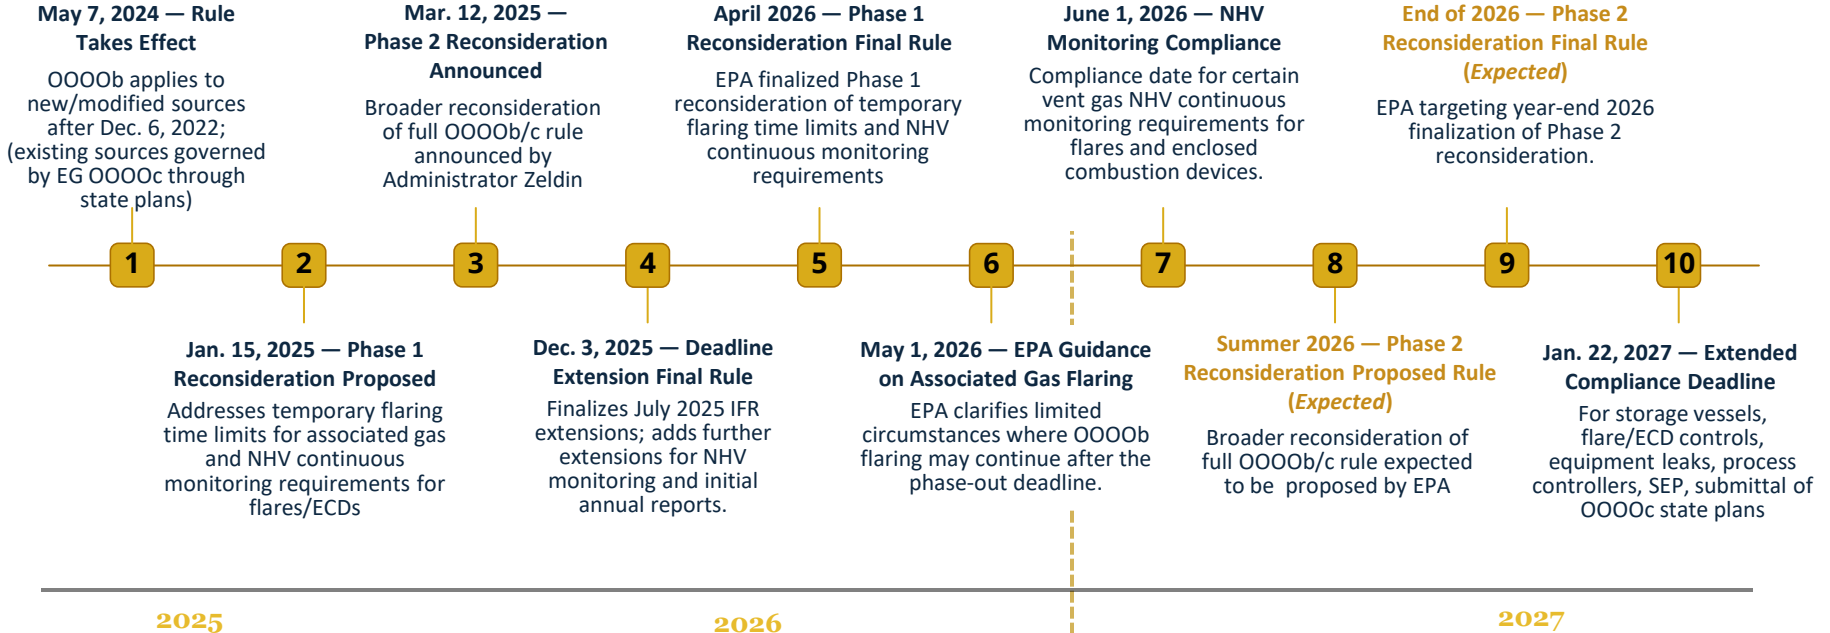 May 7, 2024 — Rule
Takes Effect
OOOOb applies to
new/modified sources
after Dec. 6, 2022;
(existing sources governed
by EG OOOOc through
state plans)
Mar. 12, 2025 —
Phase 2 Reconsideration
Announced
Broader reconsideration
of full OOOOb/c rule
announced by
Administrator Zeldin
April 2026 — Phase 1
Reconsideration Final Rule
EPA finalized Phase 1
reconsideration of temporary
flaring time limits and NHV
continuous monitoring
requirements
June 1, 2026 — NHV
Monitoring Compliance
Compliance date for certain
vent gas NHV continuous
monitoring requirements for
flares and enclosed
combustion devices.
End of 2026 — Phase 2
Reconsideration Final Rule
(Expected)
EPA targeting year-end 2026
finalization of Phase 2
reconsideration.
1
2
3
4
5
6
7
8
9
10
Jan. 15, 2025 — Phase 1
Reconsideration Proposed
Addresses temporary flaring
time limits for associated gas
and NHV continuous
monitoring requirements for
flares/ECDs
Dec. 3, 2025 — Deadline
Extension Final Rule
Finalizes July 2025 IFR
extensions; adds further
extensions for NHV
monitoring and initial
annual reports.
May 1, 2026 — EPA Guidance
on Associated Gas Flaring
EPA clarifies limited
circumstances where OOOOb
flaring may continue after the
phase-out deadline.
Summer 2026 — Phase 2
Reconsideration Proposed Rule
(Expected)
Broader reconsideration of
full OOOOb/c rule expected
to be proposed by EPA
Jan. 22, 2027 — Extended
Compliance Deadline
For storage vessels,
flare/ECD controls,
equipment leaks, process
controllers, SEP, submittal of
OOOOc state plans
2025
2026
2027